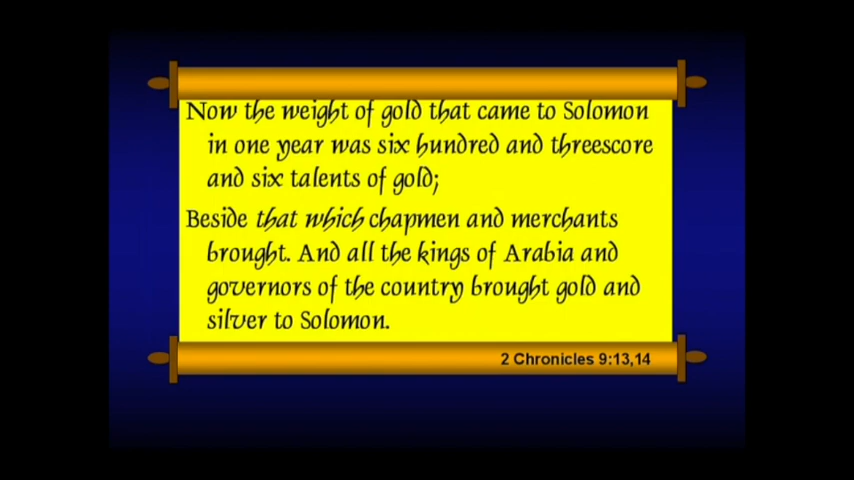 Now the weight of gold that came to Solomon
in one year was six hundred and threescore
and six talents of gold;
Beside that which chapmen and merchants
brought. And all the kings of Arabia and
governors of the country brought gold and
silver to Solomon.
2 Chronicles 9:13,14